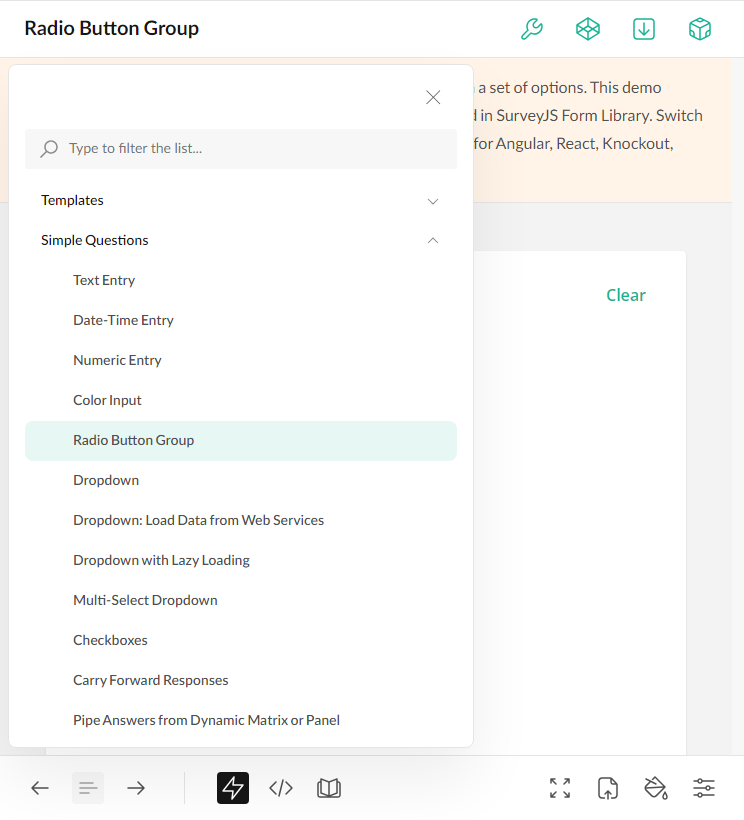 Radio Button Group
a set of options. This demo
in SurveyJS Form Library. Switch
for Angular, React, Knockout,
Type to filter the list...
Templates
Simple Questions
Text Entry
Date-Time Entry
Numeric Entry
Color Input
Radio Button Group
Dropdown
Dropdown: Load Data from Web Services
Dropdown with Lazy Loading
Multi-Select Dropdown
Checkboxes
Carry Forward Responses
Pipe Answers from Dynamic Matrix or Panel
Clear